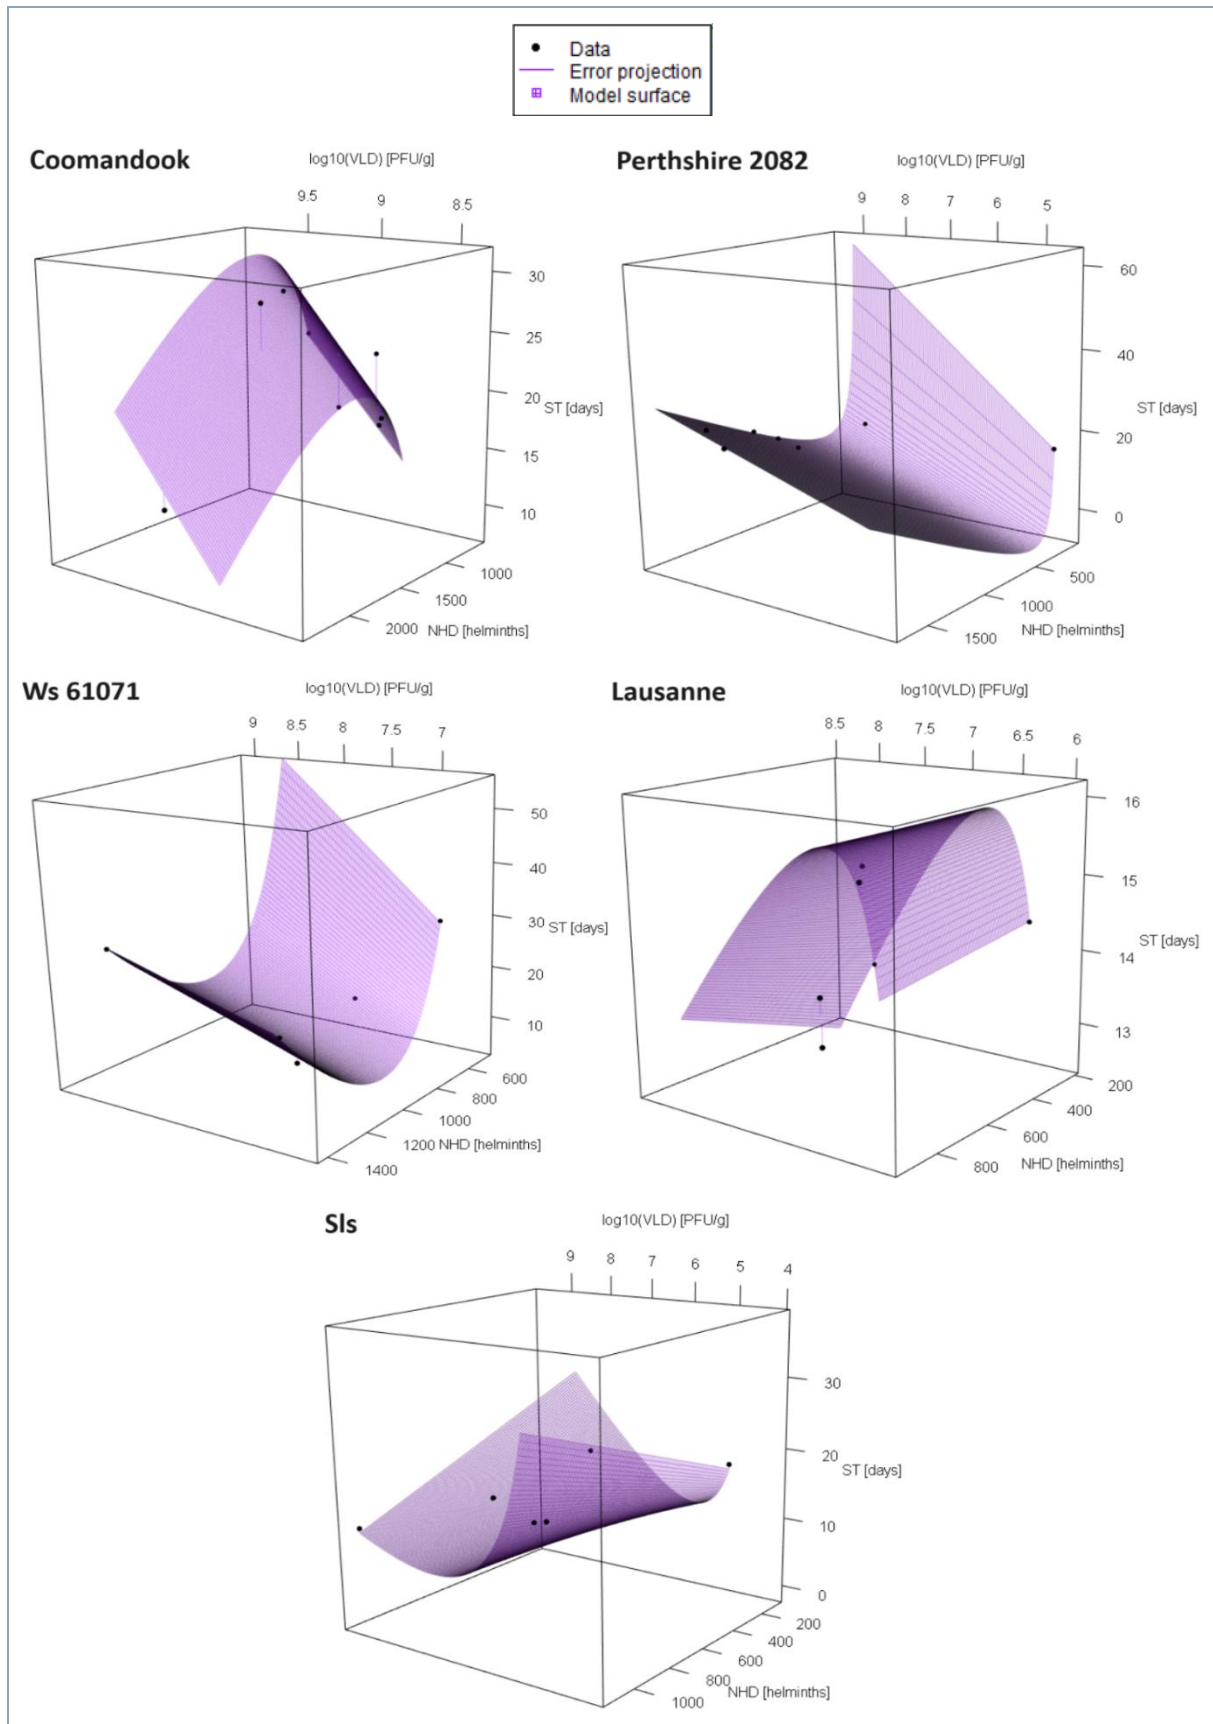 Data
Error projection
Model surface
Coomandook
log10(VLD) [PFU/g]
9.5 9 8.5
30
25
20
ST [days]
15
10
1000
1500
2000 NHD [helminths]
Perthshire 2082
log10(VLD) [PFU/g]
9 8 7 6 5
60
40
ST [days]
20
0
500
1000
1500 NHD [helminths]
Ws 61071
log10(VLD) [PFU/g]
9 8.5 8 7.5 7
50
40
30
ST [days]
20
10
600
800
1000
1200 NHD [helminths]
1400
Lausanne
log10(VLD) [PFU/g]
8.5 8 7.5 7 6.5 6
16
15
ST [days]
14
13
200
400
600
800 NHD [helminths]
Sls
log10(VLD) [PFU/g]
9 8 7 6 5 4
30
20
ST [days]
10
0
200
400
600
800 NHD [helminths]
1000